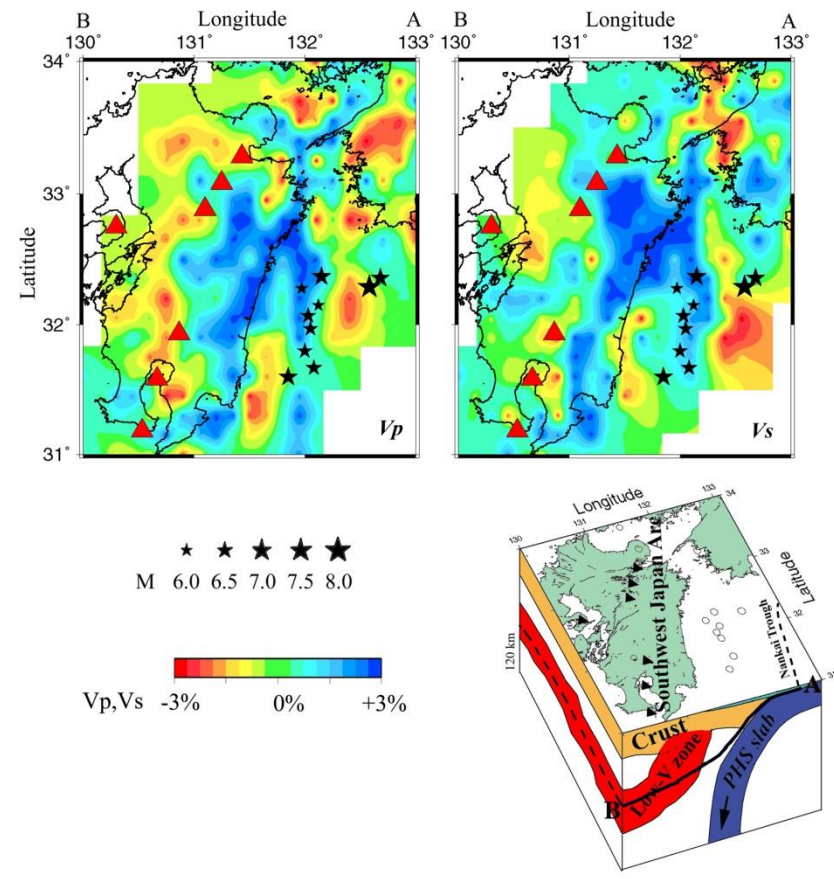 Longitude
Longitude
B
A
B
A
130˚
131˚
132˚
133˚
130˚
131˚
132˚
133˚
34˚
33˚
32˚
31˚
Latitude
Vp
Vs
M
6.0 6.5 7.0 7.5 8.0
Vp,Vs -3% 0% +3%
Longitude
130
131
132
133
34
33
32
Latitude
120 km
Southwest Japan Arc
Nankai Trough
A
Crust
Low-V zone
PHS slab
B